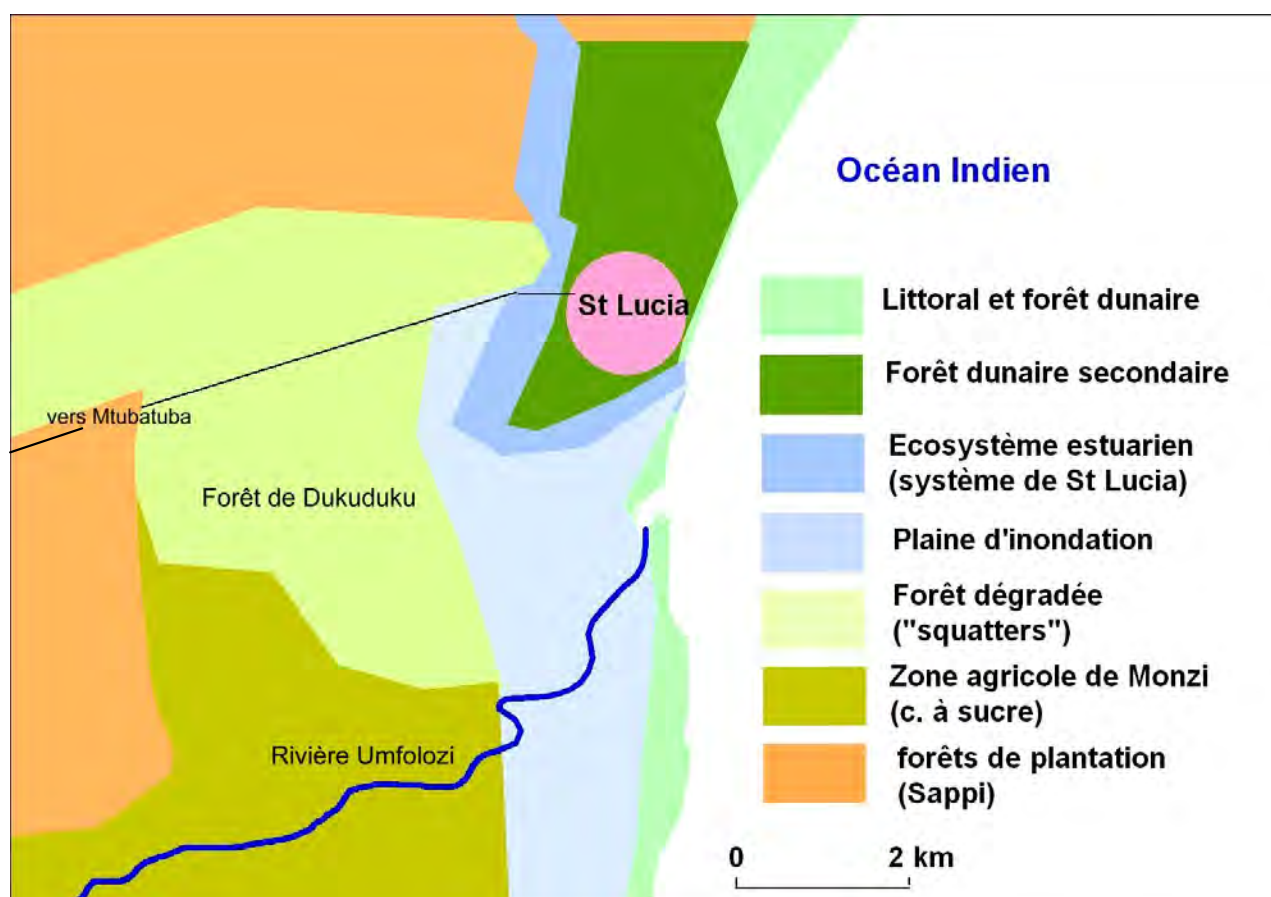 Océan Indien
St Lucia
vers Mtubatuba
Forêt de Dukuduku
Rivière Umfolozi
Littoral et forêt dunaire
Forêt dunaire secondaire
Ecosystème estuarien
(système de St Lucia)
Plaine d'inondation
Forêt dégradée
("squatters")
Zone agricole de Monzi
(c. à sucre)
forêts de plantation
(Sappi)
0 2 km